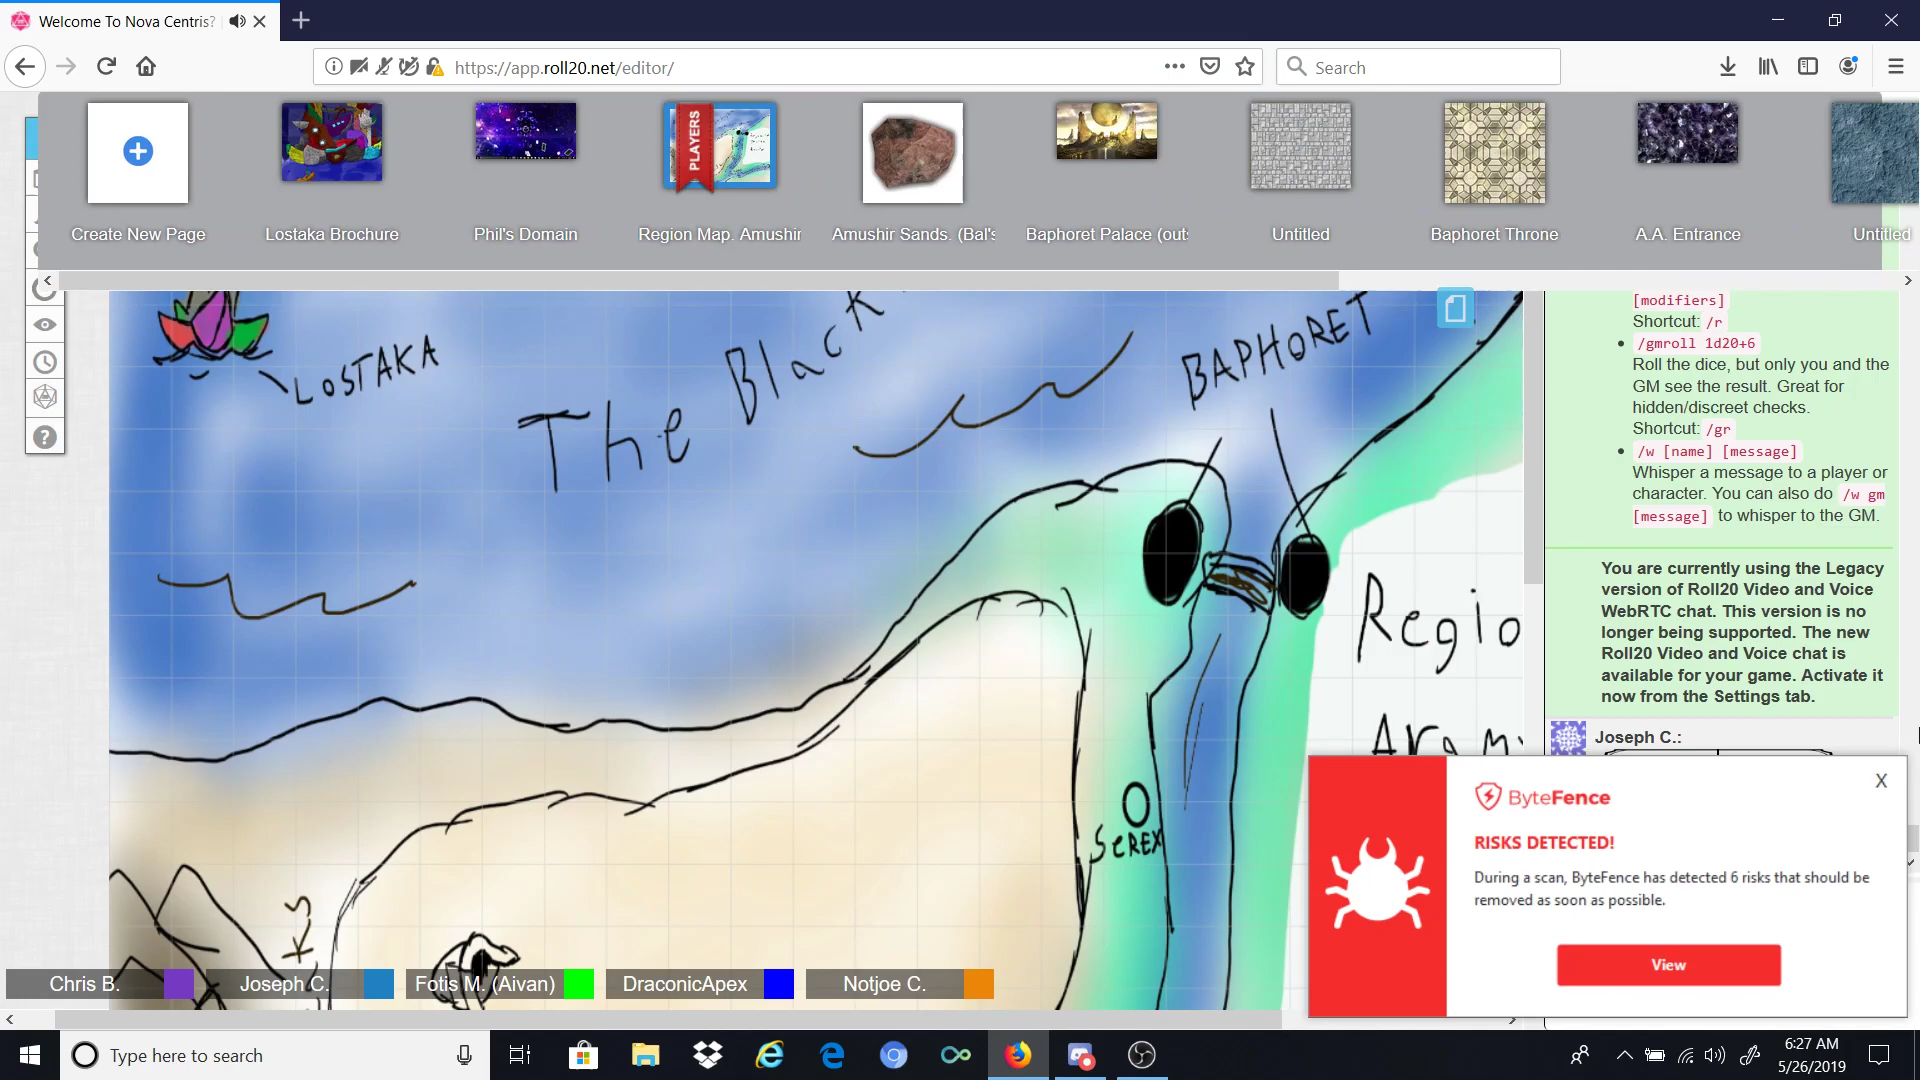 Welcome To Nova Centris?
https://app.roll20.net/editor/
Search
PLAYERS
Create New Page
Lostaka Brochure
Phil's Domain
Region Map. Amushir
Amushir Sands. (Bal's
Baphoret Palace (out
Untitled
Baphoret Throne
A.A. Entrance
Untitled
LOSTAKA
The Black
BAPHORET
Regio
SeREX
[modifiers]
Shortcut: /r
/gmroll 1d20+6
Roll the dice, but only you and the
GM see the result. Great for
hidden/discreet checks.
Shortcut: /gr
/w [name] [message]
Whisper a message to a player or
character. You can also do /w gm
[message] to whisper to the GM.
You are currently using the Legacy
version of Roll20 Video and Voice
WebRTC chat. This version is no
longer being supported. The new
Roll20 Video and Voice chat is
available for your game. Activate it
now from the Settings tab.
Joseph C.:
ByteFence
X
RISKS DETECTED!
During a scan, ByteFence has detected 6 risks that should be
removed as soon as possible.
View
Chris B.
Joseph C.
Fotis M. (Aivan)
DraconicApex
Notjoe C.
Type here to search
6:27 AM
5/26/2019